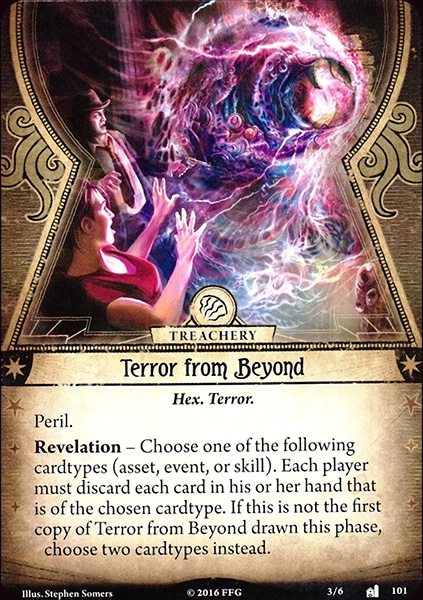 TREACHERY
Terror from Beyond
Hex. Terror.
Peril.
Revelation – Choose one of the following
cardtypes (asset, event, or skill). Each player
must discard each card in his or her hand that
is of the chosen cardtype. If this is not the first
copy of Terror from Beyond drawn this phase,
choose two cardtypes instead.
Illus. Stephen Somers © 2016 FFG 3/6 101